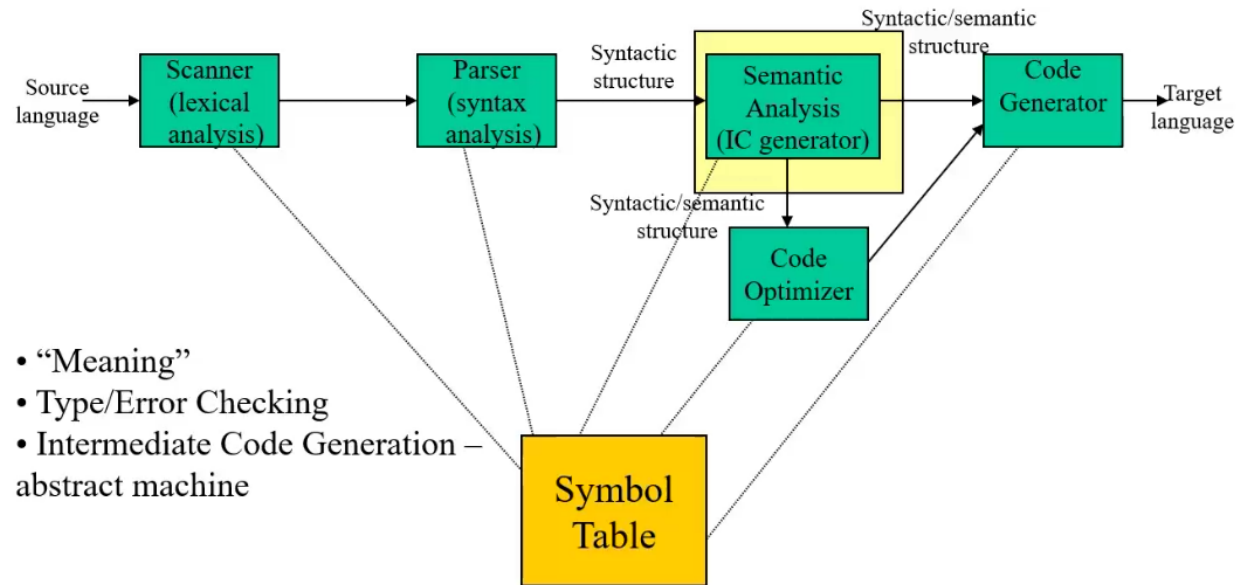 Source
language
Scanner
(lexical
analysis)
Parser
(syntax
analysis)
Syntactic
structure
Semantic
Analysis
(IC generator)
Syntactic/semantic
structure
Code
Generator
Target
language
Syntactic/semantic
structure
Code
Optimizer
• “Meaning”
• Type/Error Checking
• Intermediate Code Generation –
abstract machine
Symbol
Table